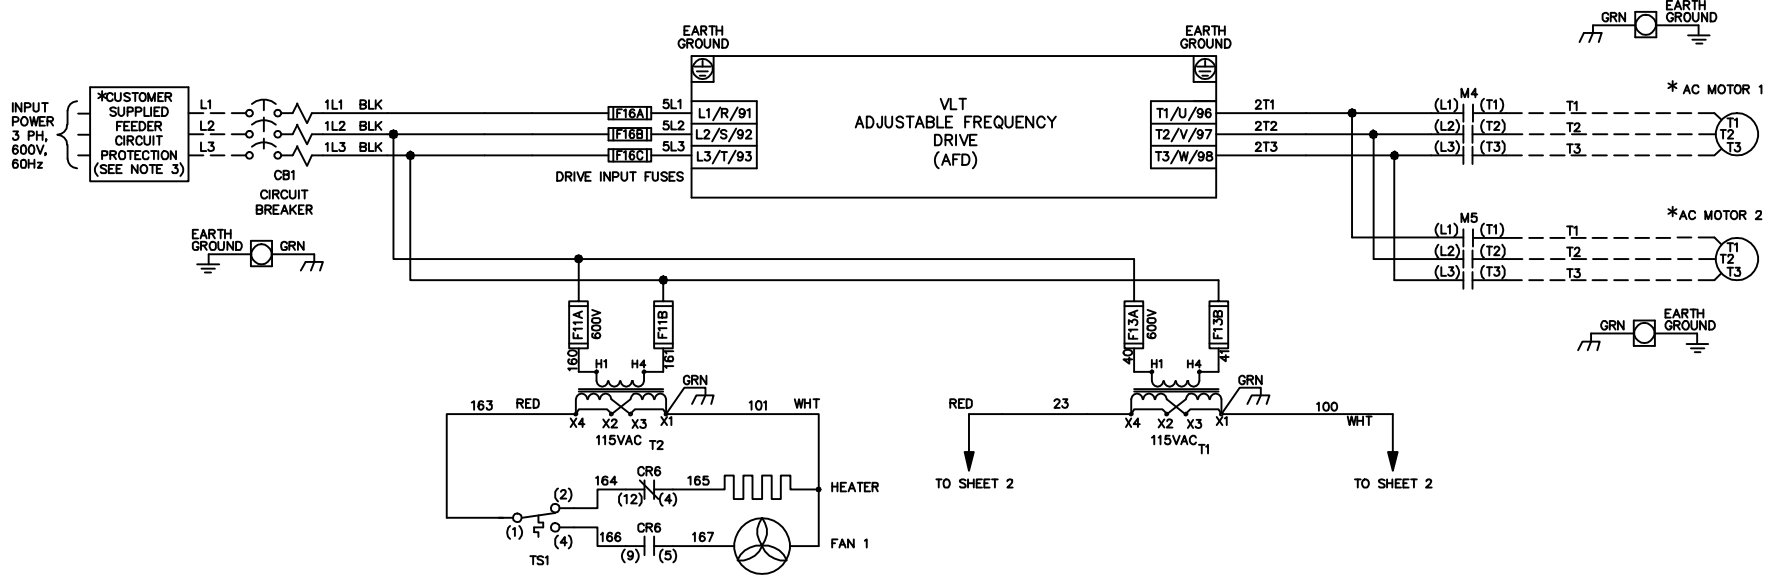 INPUT
POWER
3 PH,
600V,
60Hz
*CUSTOMER
SUPPLIED
FEEDER
CIRCUIT
PROTECTION
(SEE NOTE 3)
L1
L2
L3
CB1
CIRCUIT
BREAKER
1L1 BLK
1L2 BLK
1L3 BLK
F16A
F16B
F16C
DRIVE INPUT FUSES
5L1
5L2
5L3
EARTH
GROUND
L1/R/91
L2/S/92
L3/T/93
VLT
ADJUSTABLE FREQUENCY
DRIVE
(AFD)
EARTH
GROUND
T1/U/96
T2/V/97
T3/W/98
2T1
2T2
2T3
GRN
EARTH
GROUND
* AC MOTOR 1
M4
(L1) (T1) T1
(L2) (T2) T2
(L3) (T3) T3
T1
T2
T3
*AC MOTOR 2
M5
(L1) (T1) T1
(L2) (T2) T2
(L3) (T3) T3
T1
T2
T3
GRN
EARTH
GROUND
EARTH
GROUND
GRN
F11A
600V
F11B
160
161
H1 H4
GRN
163 RED
101 WHT
X4 X2 X3 X1
115VAC T2
F13A
600V
F13B
40
41
H1 H4
GRN
RED 23
100
WHT
X4 X2 X3 X1
115VAC T1
TO SHEET 2
TO SHEET 2
164
CR6
(12) (4)
165
HEATER
(1)
(2)
(4)
TS1
166
CR6
(9) (5)
167
FAN 1